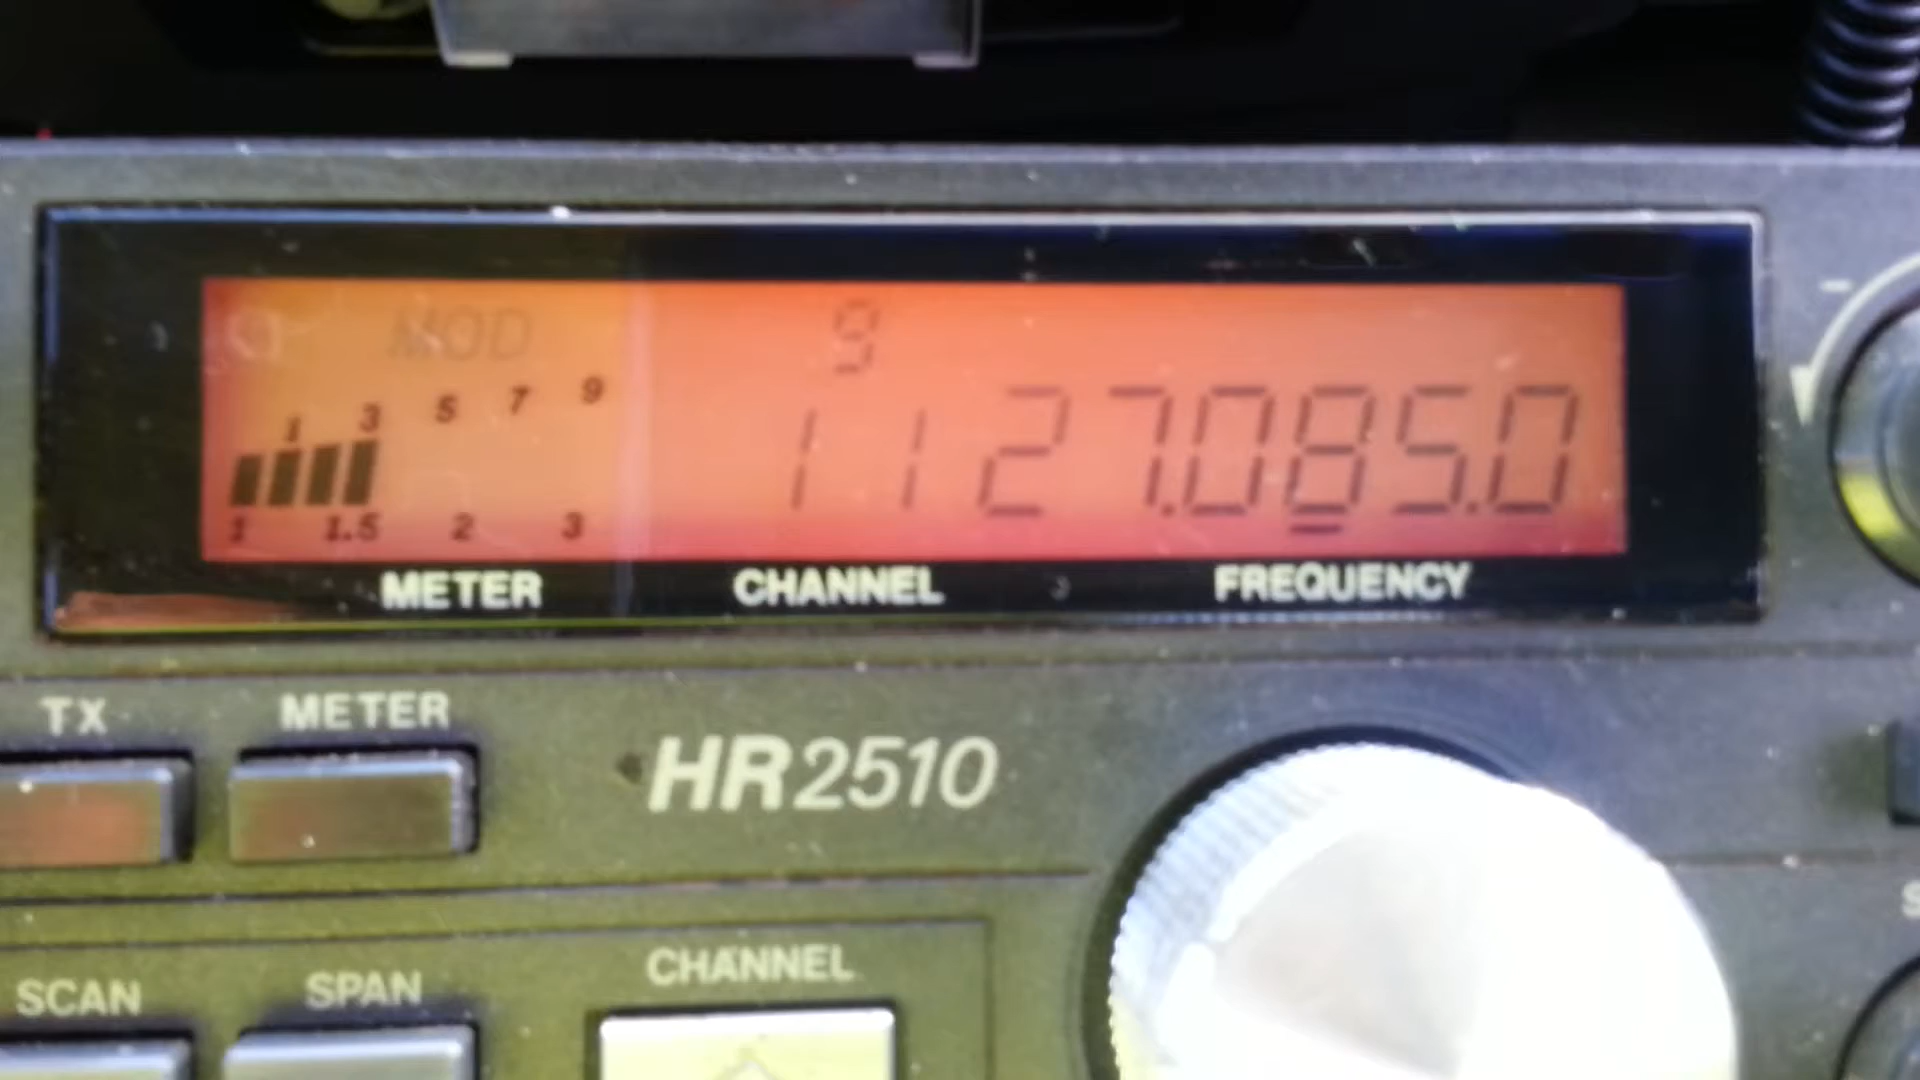 MOD 9
1 3 5 7 9
11 27.085.0
1 1.5 2 3
METER CHANNEL FREQUENCY
TX METER
HR2510
SCAN SPAN CHANNEL